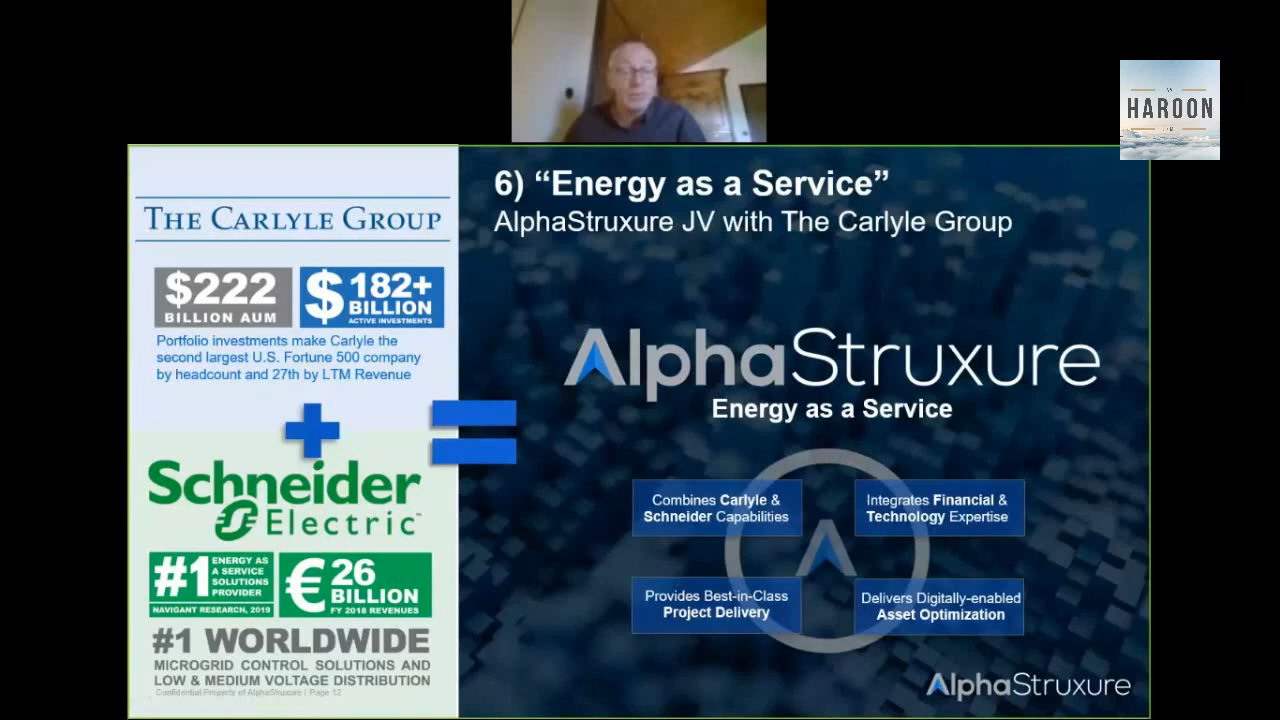 HAROON
THE CARLYLE GROUP
$222
BILLION AUM
$182+
BILLION
ACTIVE INVESTMENTS
Portfolio investments make Carlyle the
second largest U.S. Fortune 500 company
by headcount and 27th by LTM Revenue
+
=
Schneider
Electric™
#1
ENERGY AS
A SERVICE
SOLUTIONS
PROVIDER
NAVIGANT RESEARCH, 2019
€26
BILLION
FY 2018 REVENUES
#1 WORLDWIDE
MICROGRID CONTROL SOLUTIONS AND
LOW & MEDIUM VOLTAGE DISTRIBUTION
Confidential Property of AlphaStruxure | Page 12
6) “Energy as a Service”
AlphaStruxure JV with The Carlyle Group
AlphaStruxure
Energy as a Service
Combines Carlyle &
Schneider Capabilities
Integrates Financial &
Technology Expertise
Provides Best-in-Class
Project Delivery
Delivers Digitally-enabled
Asset Optimization
AlphaStruxure